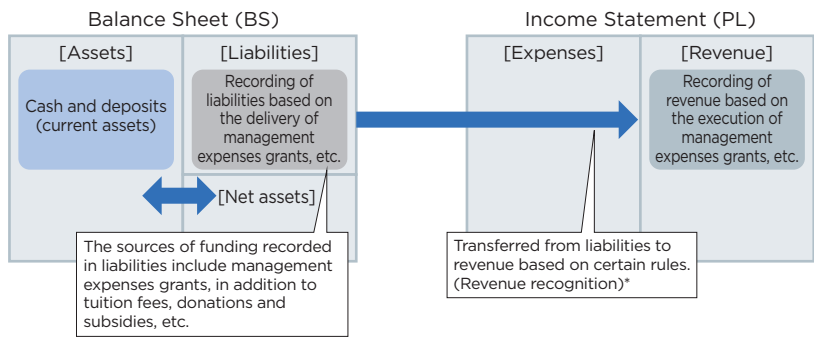 Balance Sheet (BS)
[Assets]
Cash and deposits
(current assets)
[Liabilities]
Recording of
liabilities based on
the delivery of
management
expenses grants, etc.
[Net assets]
The sources of funding recorded
in liabilities include management
expenses grants, in addition to
tuition fees, donations and
subsidies, etc.
Income Statement (PL)
[Expenses]
[Revenue]
Recording of
revenue based on
the execution of
management
expenses grants, etc.
Transferred from liabilities to
revenue based on certain rules.
(Revenue recognition)*